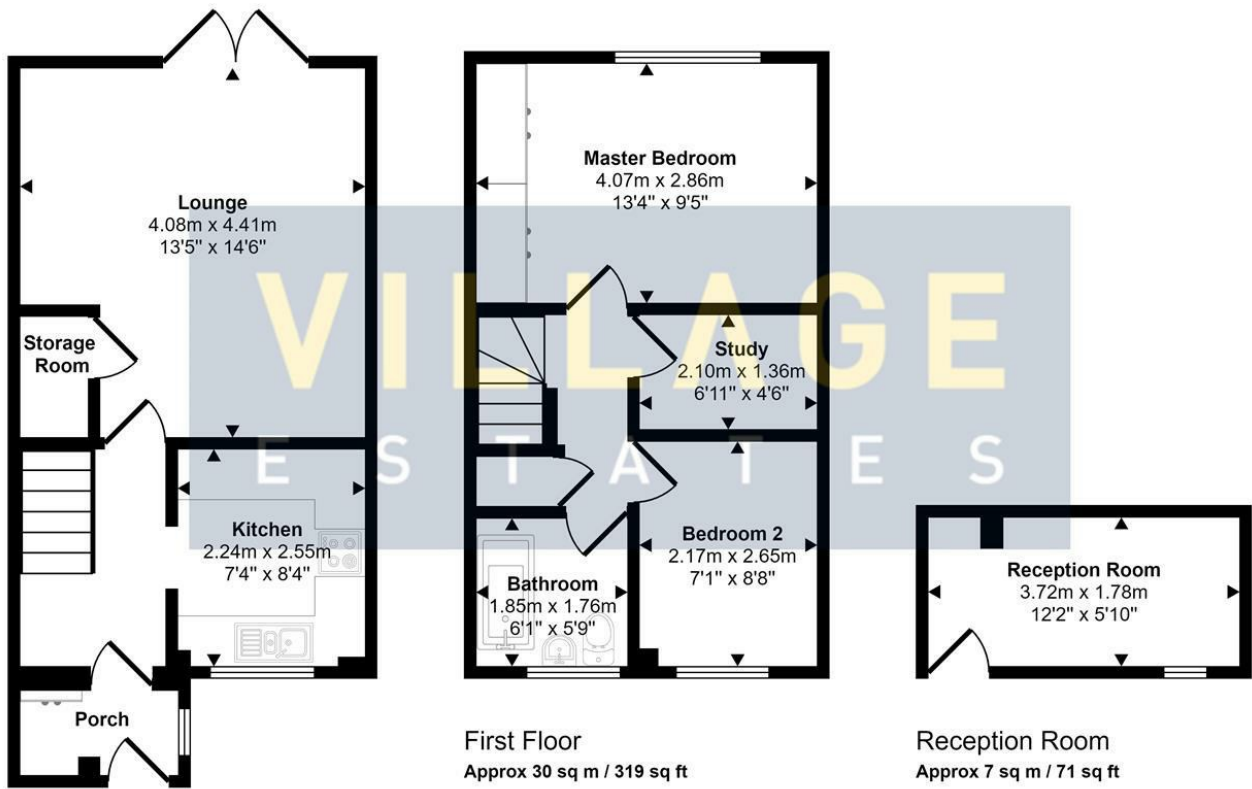 Lounge
4.08m x 4.41m
13'5" x 14'6"
Storage
Room
Kitchen
2.24m x 2.55m
7'4" x 8'4"
Porch
Master Bedroom
4.07m x 2.86m
13'4" x 9'5"
Study
2.10m x 1.36m
6'11" x 4'6"
Bedroom 2
2.17m x 2.65m
7'1" x 8'8"
Bathroom
1.85m x 1.76m
6'1" x 5'9"
First Floor
Approx 30 sq m / 319 sq ft
Reception Room
3.72m x 1.78m
12'2" x 5'10"
Reception Room
Approx 7 sq m / 71 sq ft
VILLAGE
ESTATES